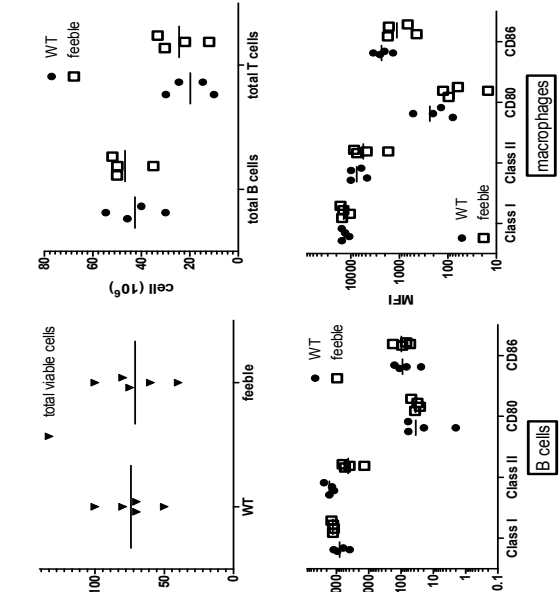 total viable cells
100
50
0
WT
feeble
WT
feeble
80
60
40
20
0
cell (10⁶)
total B cells
total T cells
WT
feeble
000
000
100
10
1
0.1
Class I
Class II
CD80
CD86
B cells
WT
feeble
10000
1000
100
10
MFI
Class I
Class II
CD80
CD86
macrophages